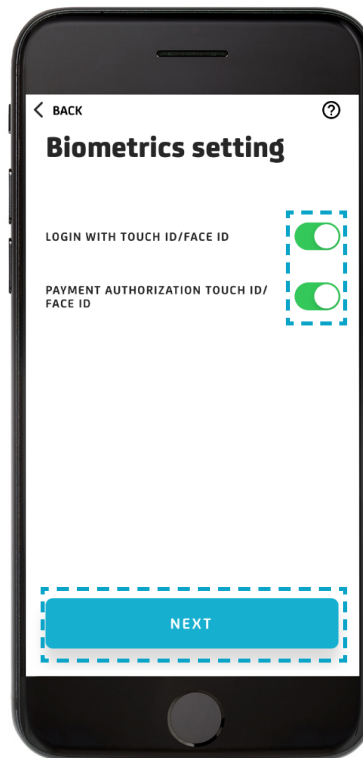 BACK
?
Biometrics setting
LOGIN WITH TOUCH ID/FACE ID
PAYMENT AUTHORIZATION TOUCH ID/
FACE ID
NEXT